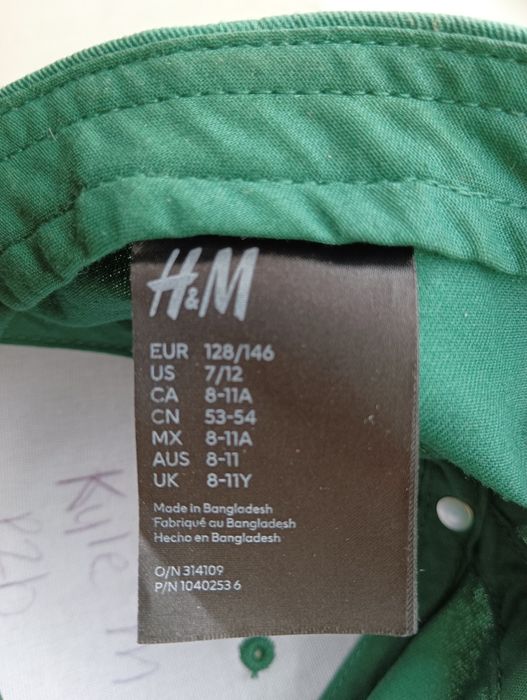 H&M
EUR 128/146
US 7/12
CA 8-11A
CN 53-54
MX 8-11A
AUS 8-11
UK 8-11Y
Made in Bangladesh
Fabriqué au Bangladesh
Hecho en Bangladesh
O/N 314109
P/N 1040253 6
Kyle m